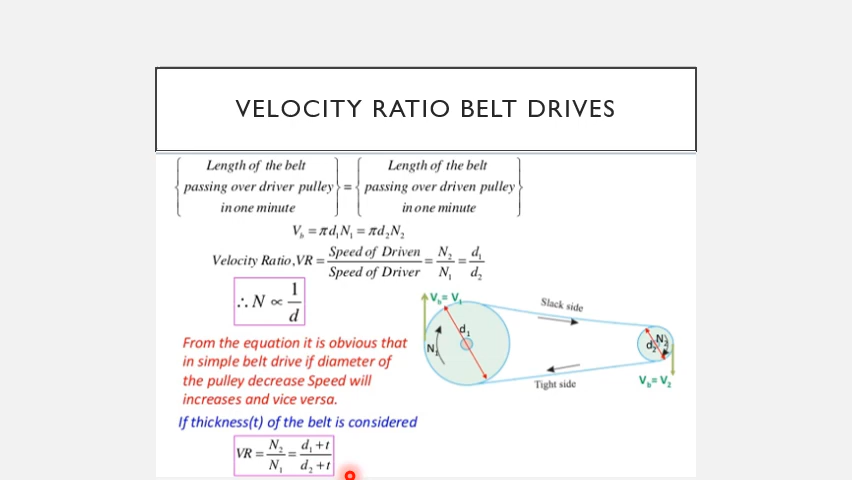 VELOCITY RATIO BELT DRIVES
Length of the belt passing over driver pulley in one minute = Length of the belt passing over driven pulley in one minute
V_b = πd₁N₁ = πd₂N₂
Velocity Ratio,VR = Speed of Driven / Speed of Driver = N₂ / N₁ = d₁ / d₂
∴ N ∝ 1 / d
V_b= V₁
Slack side
d₁
N₁
d₂
N₂
Tight side
V_b= V₂
From the equation it is obvious that
in simple belt drive if diameter of
the pulley decrease Speed will
increases and vice versa.
If thickness(t) of the belt is considered
VR = N₂ / N₁ = d₁ + t / d₂ + t